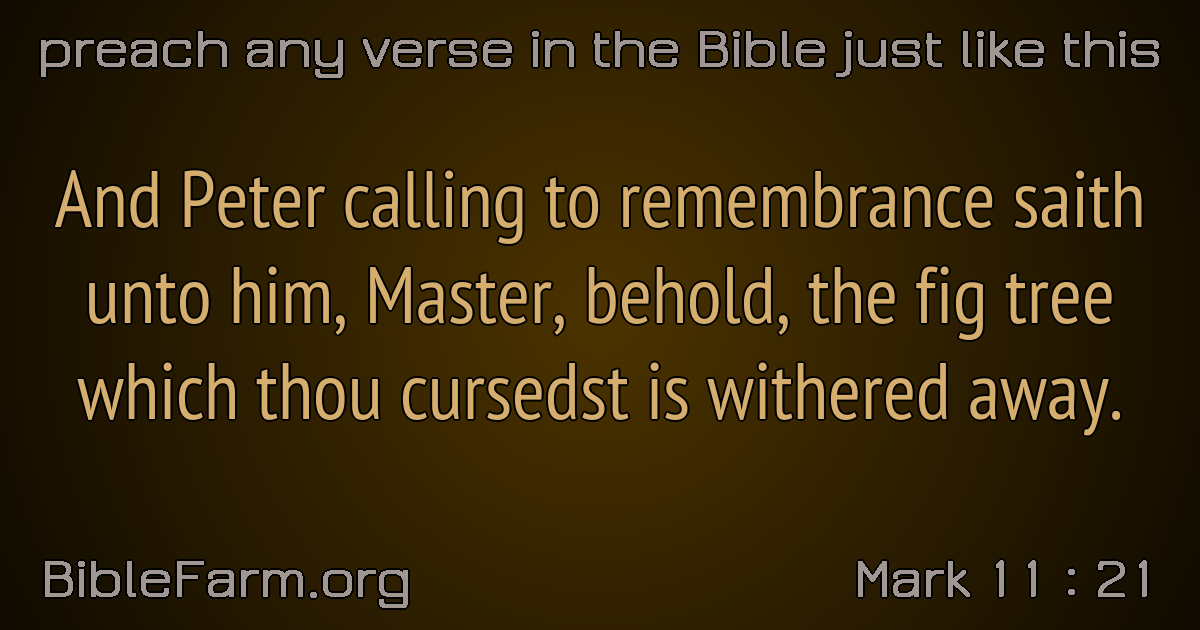 preach any verse in the Bible just like this
And Peter calling to remembrance saith
unto him, Master, behold, the fig tree
which thou cursedst is withered away.
BibleFarm.org
Mark 11 : 21